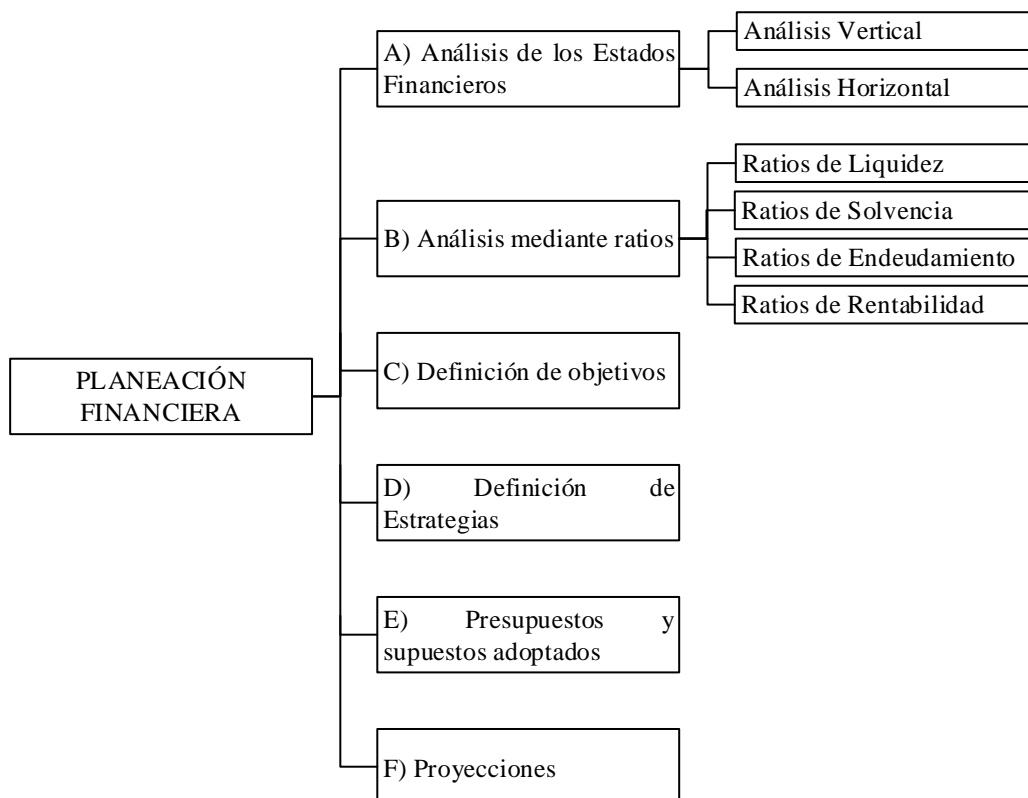 PLANEACIÓN
FINANCIERA
A) Análisis de los Estados
Financieros
Análisis Vertical
Análisis Horizontal
B) Análisis mediante ratios
Ratios de Liquidez
Ratios de Solvencia
Ratios de Endeudamiento
Ratios de Rentabilidad
C) Definición de objetivos
D) Definición de
Estrategias
E) Presupuestos y
supuestos adoptados
F) Proyecciones